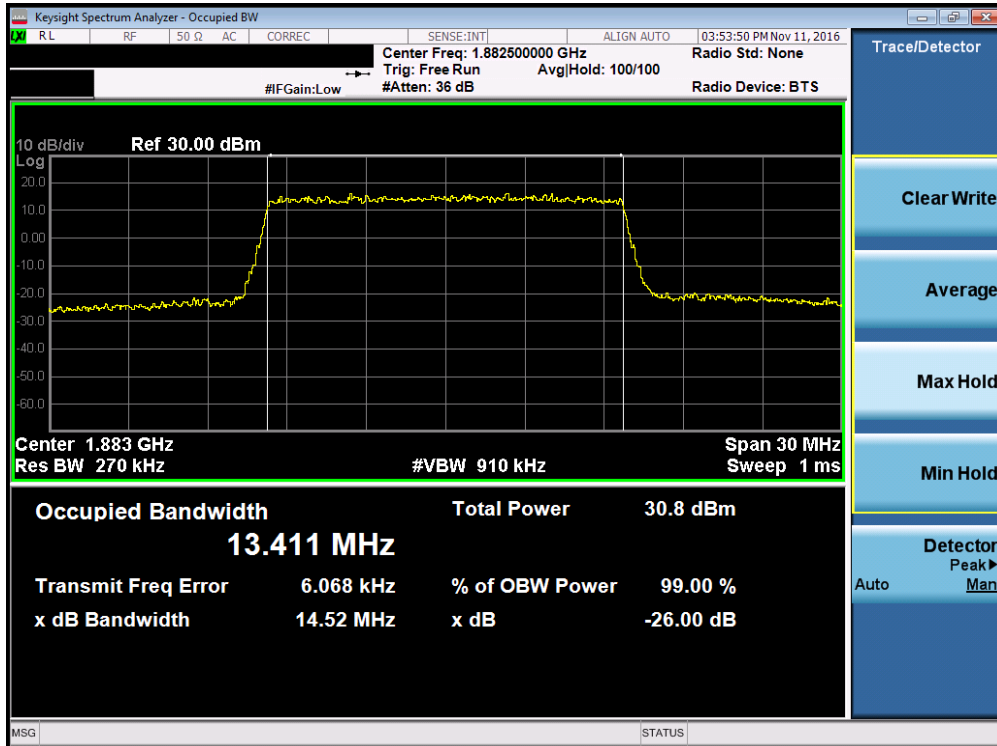 Keysight Spectrum Analyzer - Occupied BW
LXI RL RF 50 Ω AC CORREC SENSE:INT ALIGN AUTO 03:53:50 PM Nov 11, 2016
Center Freq: 1.882500000 GHz Radio Std: None
Trig: Free Run Avg|Hold: 100/100
#IFGain:Low #Atten: 36 dB Radio Device: BTS
10 dB/div Ref 30.00 dBm
Log
20.0
10.0
0.00
-10.0
-20.0
-30.0
-40.0
-50.0
-60.0
Center 1.883 GHz Span 30 MHz
Res BW 270 kHz #VBW 910 kHz Sweep 1 ms
Occupied Bandwidth Total Power 30.8 dBm
13.411 MHz
Transmit Freq Error 6.068 kHz % of OBW Power 99.00 %
x dB Bandwidth 14.52 MHz x dB -26.00 dB
Trace/Detector
Clear Write
Average
Max Hold
Min Hold
Detector
Peak▶
Auto Man
MSG STATUS